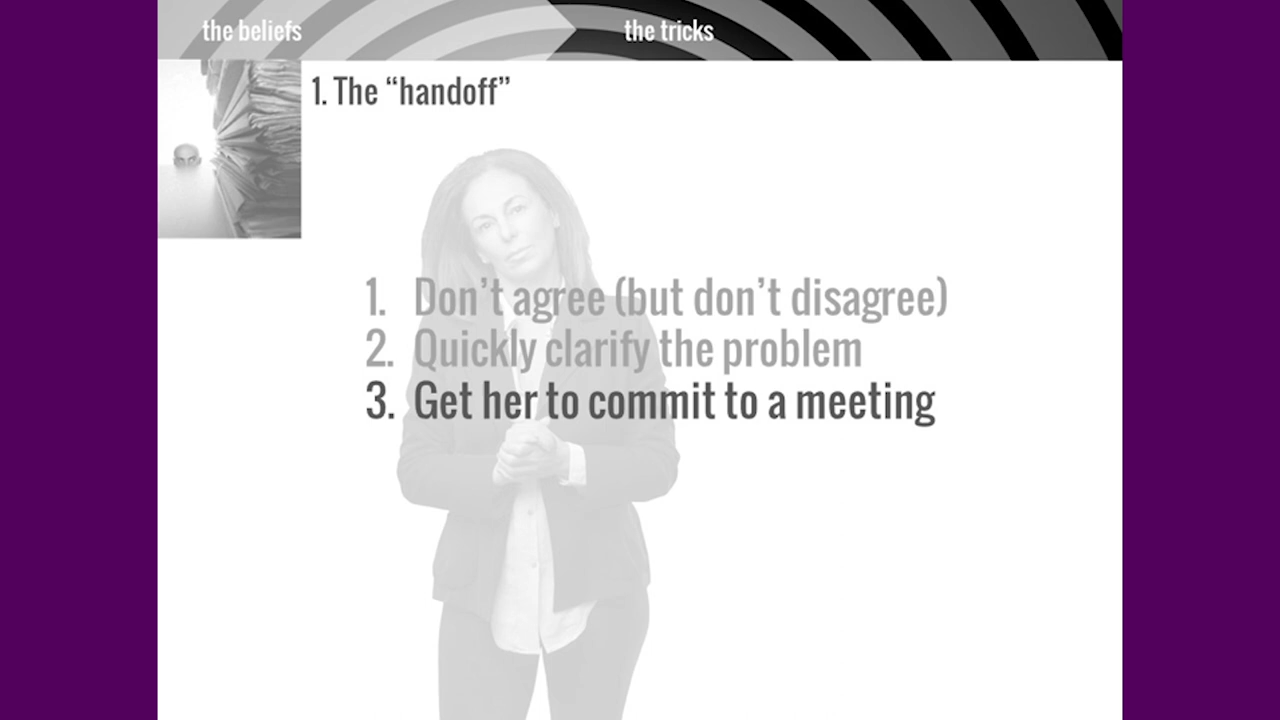 the beliefs
the tricks
1. The “handoff”
1. Don’t agree (but don’t disagree)
2. Quickly clarify the problem
3. Get her to commit to a meeting